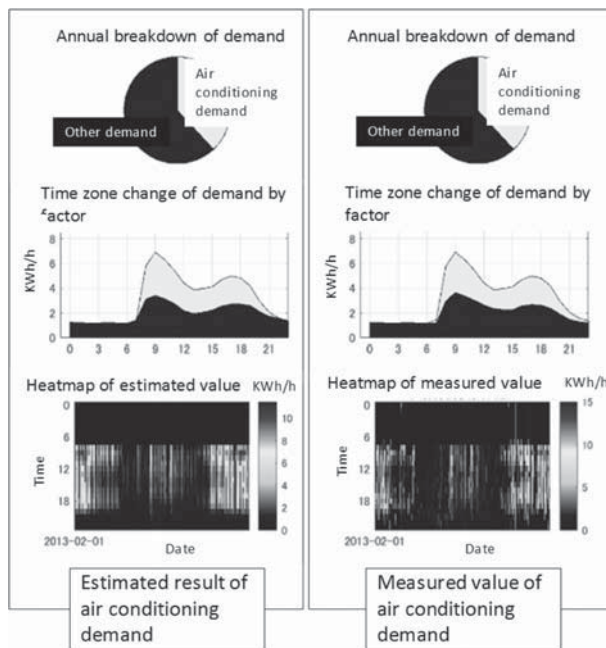 Annual breakdown of demand
Air
conditioning
demand
Other demand
Time zone change of demand by
factor
KWh/h
8
6
4
2
0
0 3 6 9 12 15 18 21
Heatmap of estimated value KWh/h
0
6
12
18
Time
10
8
6
4
2
0
2013-02-01
Date
Estimated result of
air conditioning
demand
Annual breakdown of demand
Air
conditioning
demand
Other demand
Time zone change of demand by
factor
KWh/h
8
6
4
2
0
0 3 6 9 12 15 18 21
Heatmap of measured value KWh/h
0
6
12
18
Time
15
10
5
0
2013-02-01
Date
Measured value of
air conditioning
demand